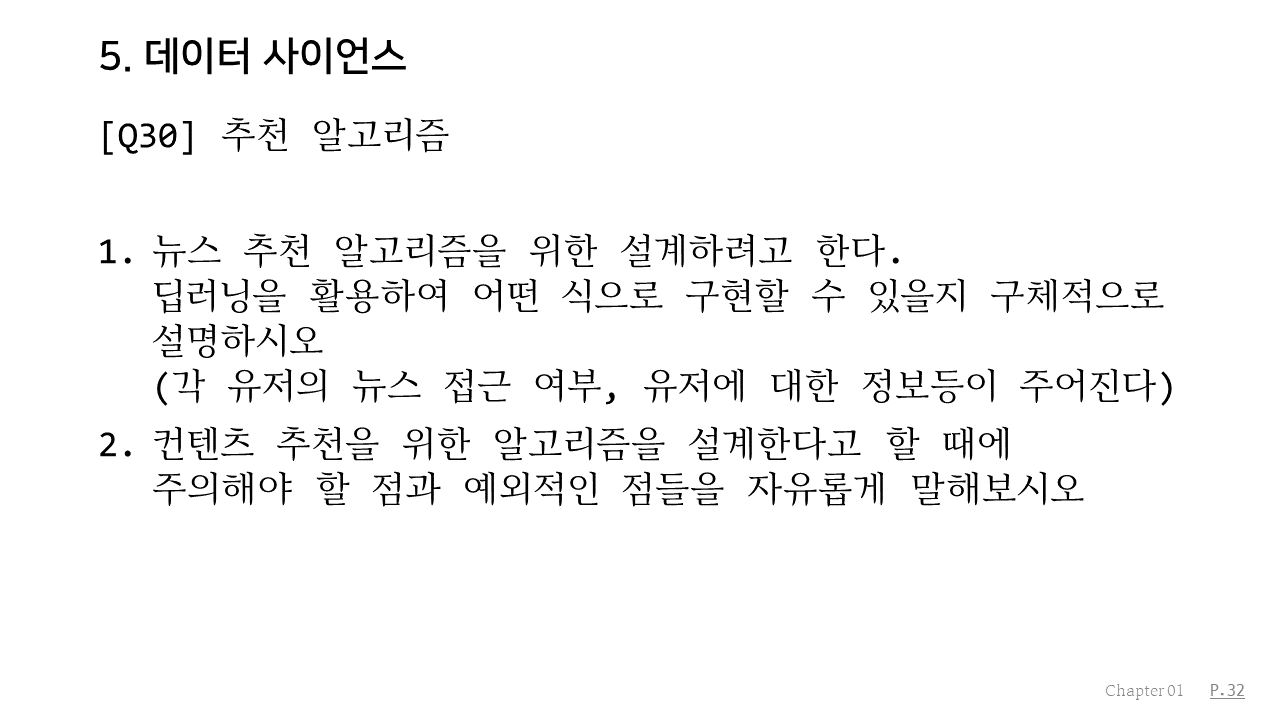 5. 데이터 사이언스
[Q30] 추천 알고리즘
1. 뉴스 추천 알고리즘을 위한 설계하려고 한다.
딥러닝을 활용하여 어떤 식으로 구현할 수 있을지 구체적으로
설명하시오
(각 유저의 뉴스 접근 여부, 유저에 대한 정보등이 주어진다)
2. 컨텐츠 추천을 위한 알고리즘을 설계한다고 할 때에
주의해야 할 점과 예외적인 점들을 자유롭게 말해보시오
Chapter 01 P.32